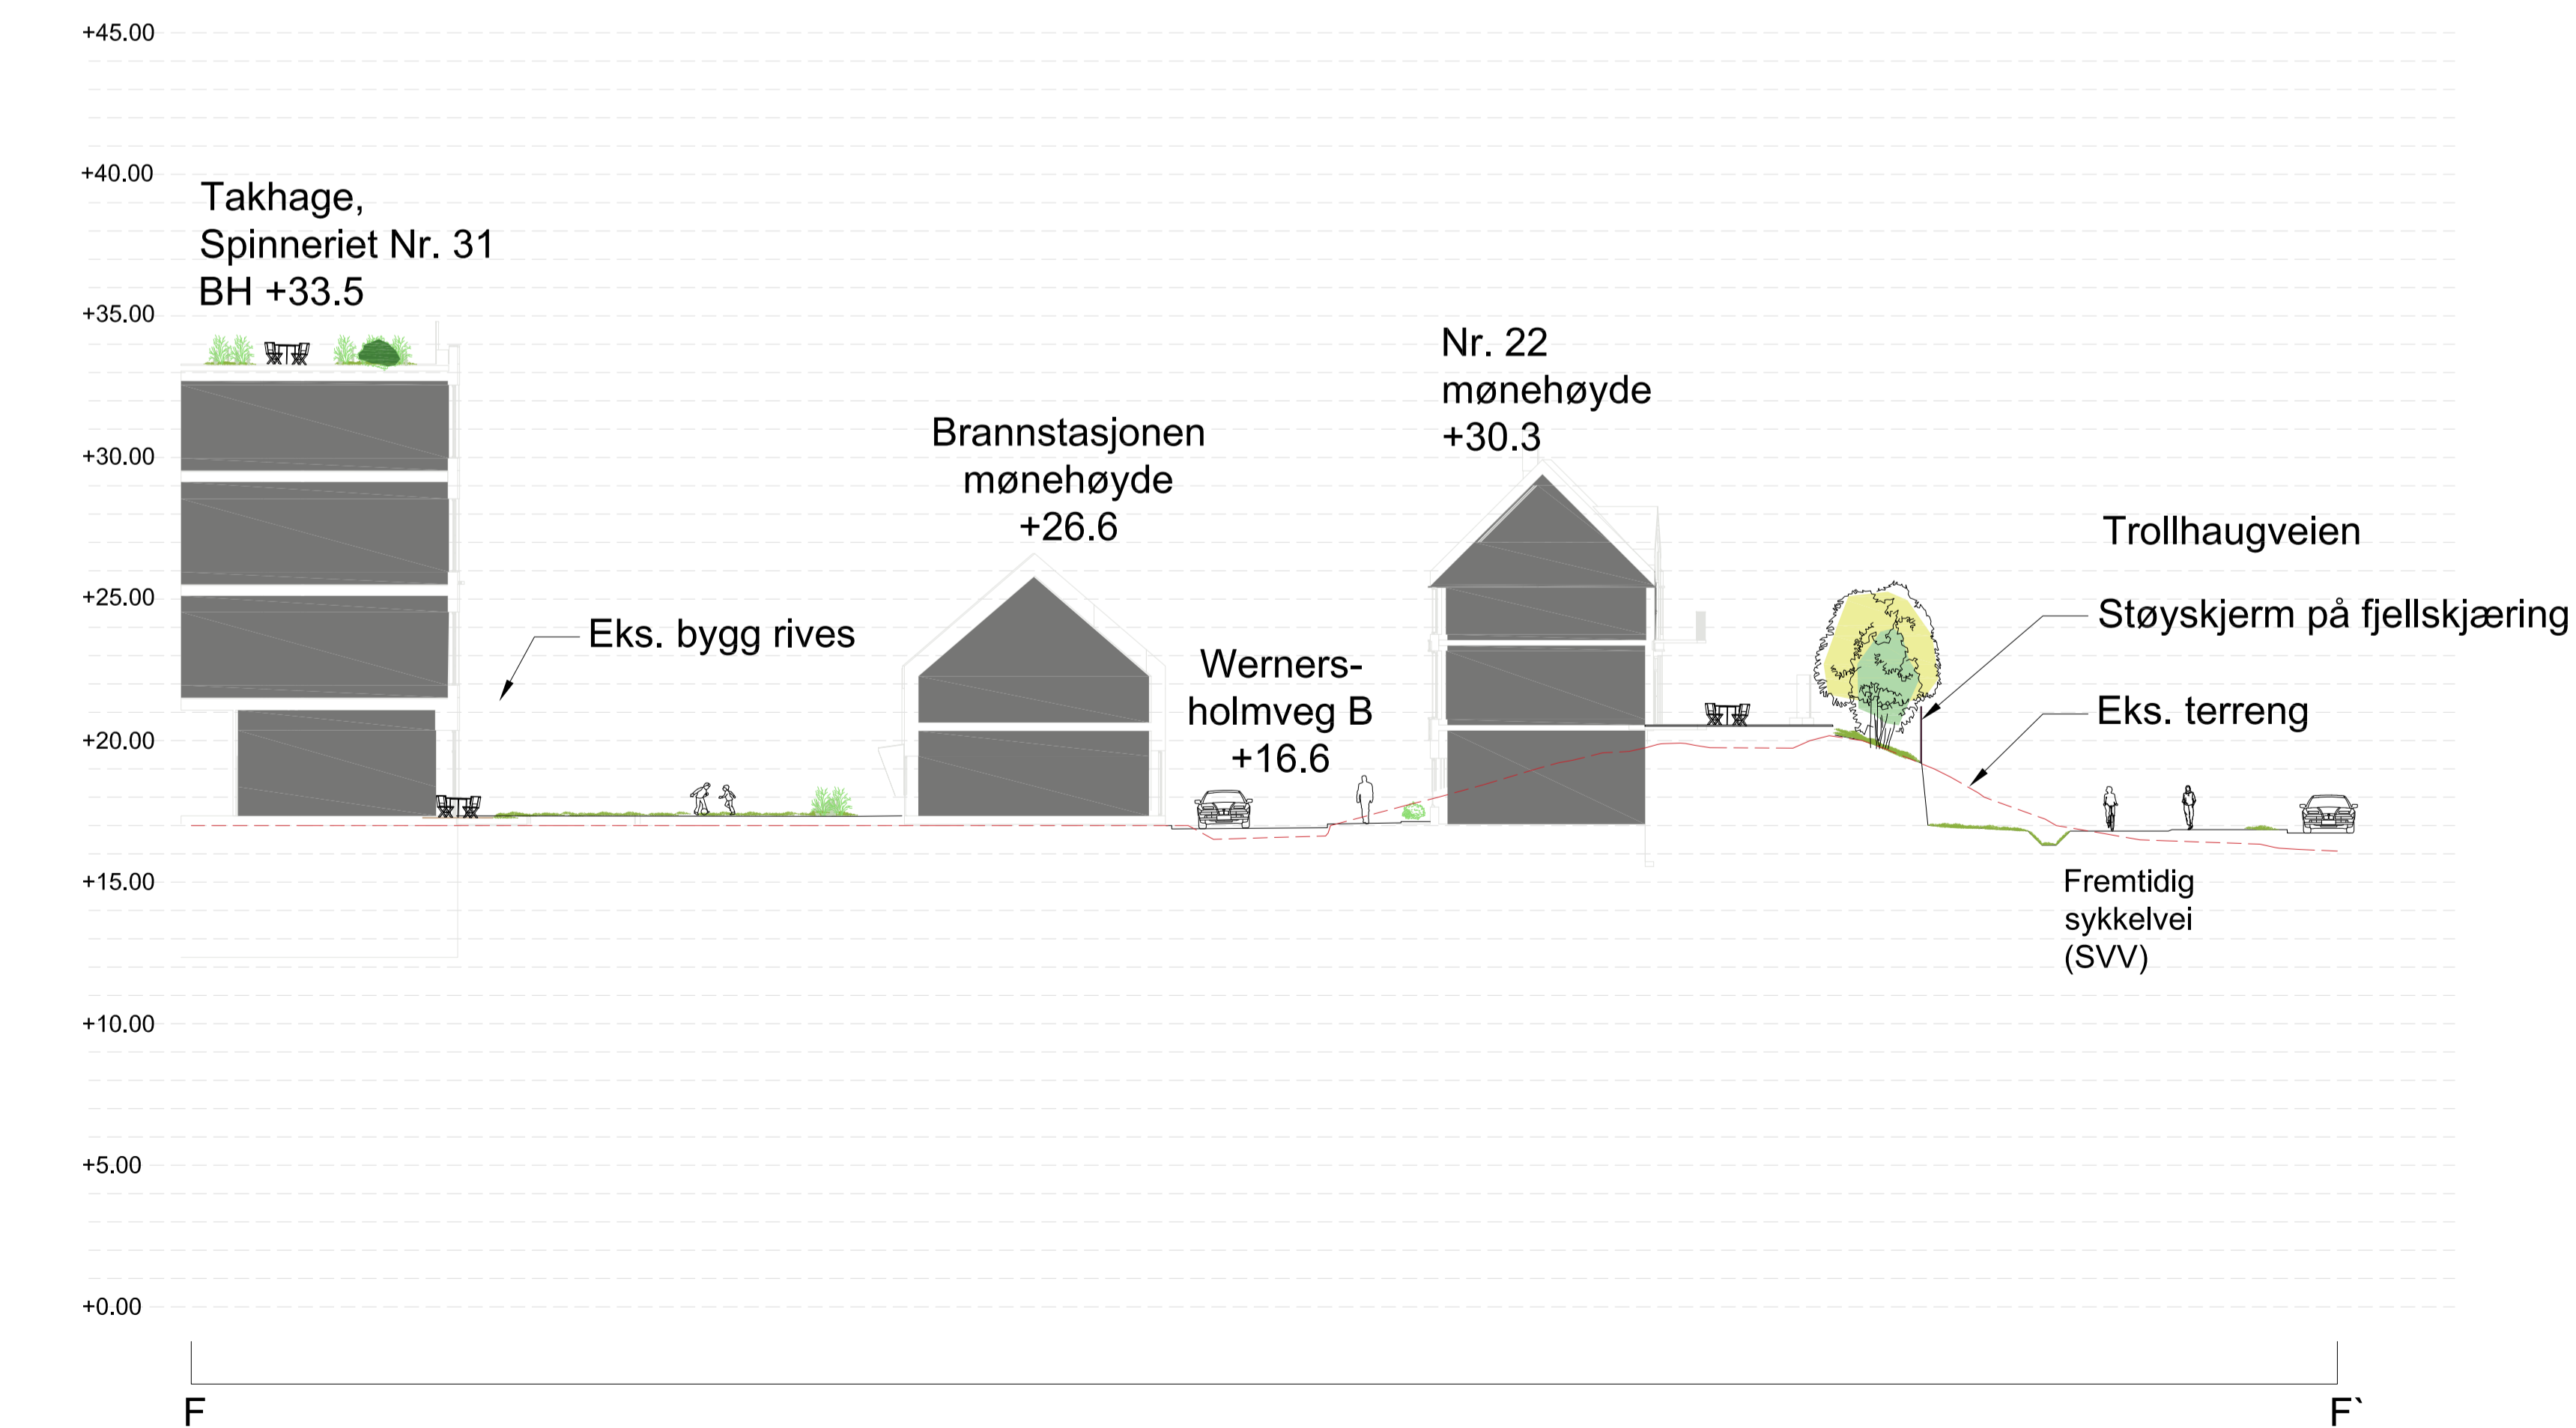 +45.00
+40.00
Takhage,
Spinneriet Nr. 31
BH +33.5
+35.00
Nr. 22
mønehøyde
+30.3
Brannstasjonen
mønehøyde
+26.6
+30.00
Trollhaugveien
+25.00
Støyskjerm på fjellskjæring
Eks. bygg rives
Werners-
holmveg B
+16.6
Eks. terreng
+20.00
+15.00
Fremtidig
sykkelvei
(SVV)
+10.00
+5.00
+0.00
F
F`